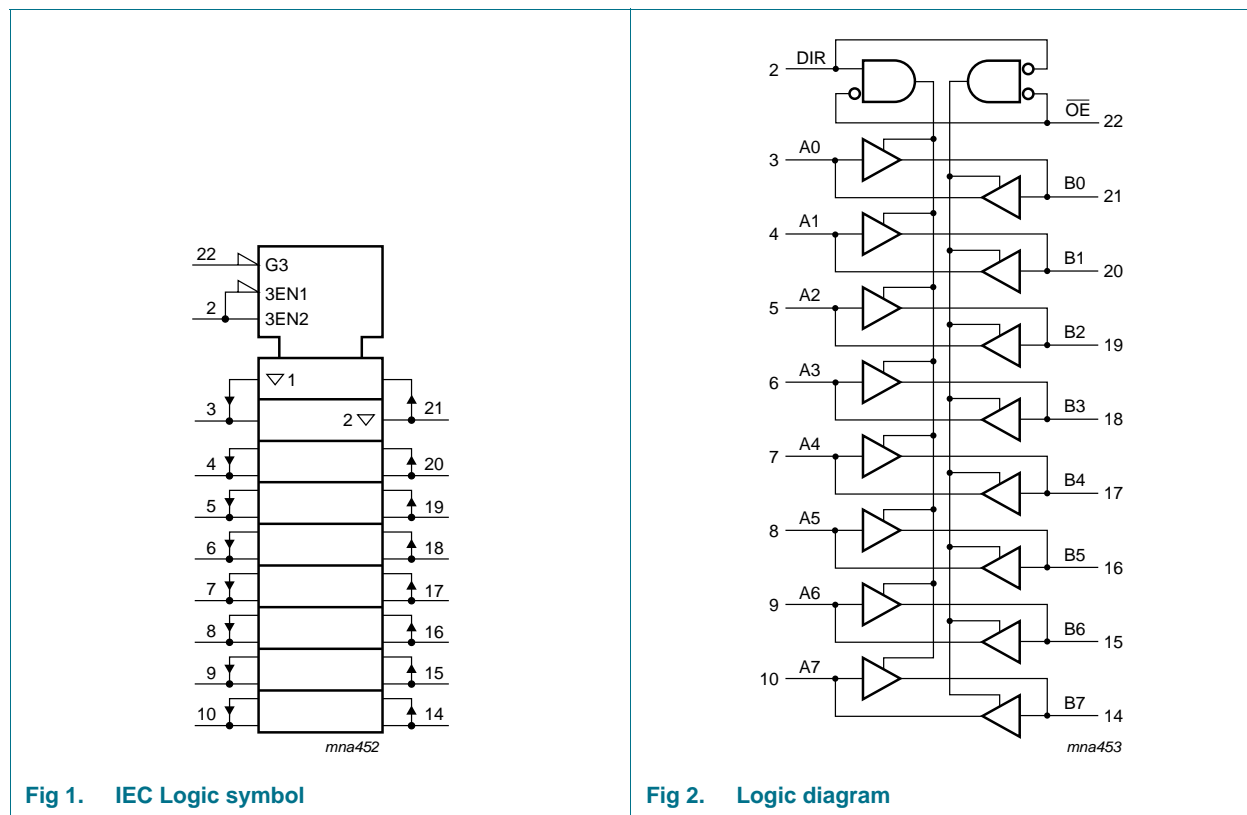 22
G3
3EN1
2
3EN2
1
3
21
2
4
20
5
19
6
18
7
17
8
16
9
15
10
14
mna452
Fig 1. IEC Logic symbol
2 DIR
OE
22
3 A0
B0
21
4 A1
B1
20
5 A2
B2
19
6 A3
B3
18
7 A4
B4
17
8 A5
B5
16
9 A6
B6
15
10 A7
B7
14
mna453
Fig 2. Logic diagram